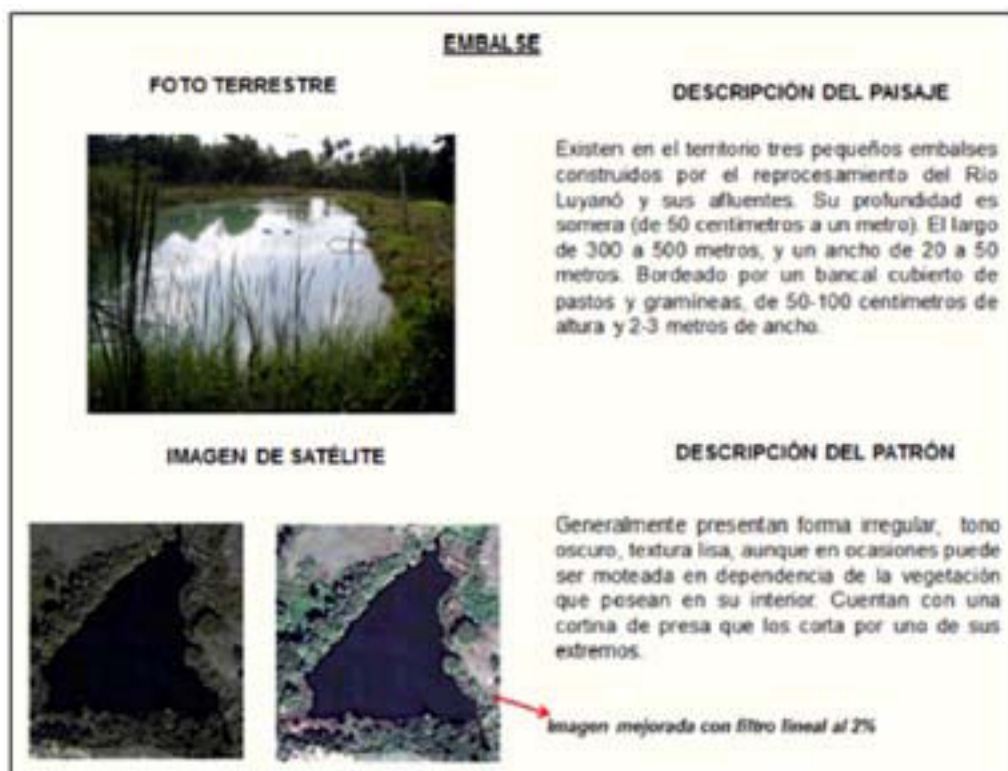 EMBALSE
FOTO TERRESTRE
DESCRIPCIÓN DEL PAISAJE
Existen en el territorio tres pequeños embalses
construidos por el reprocesamiento del Río
Luyanó y sus afluentes. Su profundidad es
somera (de 50 centímetros a un metro). El largo
de 300 a 500 metros, y un ancho de 20 a 50
metros. Bordeado por un bancal cubierto de
pastos y gramíneas, de 50-100 centímetros de
altura y 2-3 metros de ancho.
IMAGEN DE SATÉLITE
DESCRIPCIÓN DEL PATRÓN
Generalmente presentan forma irregular, tono
oscuro, textura lisa, aunque en ocasiones puede
ser moteada en dependencia de la vegetación
que posean en su interior. Cuentan con una
cortina de presa que los corta por uno de sus
extremos.
Imagen mejorada con filtro lineal al 2%